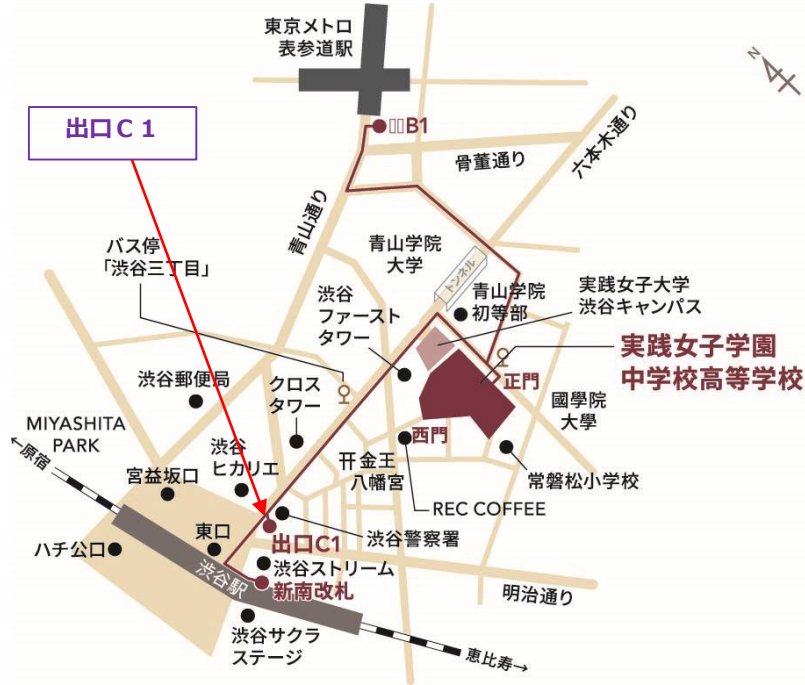 東京メトロ
表参道駅
N
出口C1
B1
骨董通り
六本木通り
青山通り
バス停
「渋谷三丁目」
青山学院
大学
トンネル
渋谷
ファースト
タワー
青山学院
初等部
実践女子大学
渋谷キャンパス
実践女子学園
中学校高等学校
正門
渋谷郵便局
クロス
タワー
國學院
大學
西門
MIYASHITA
PARK
←原宿
渋谷
ヒカリエ
金王
八幡宮
常磐松小学校
宮益坂口
REC COFFEE
東口
出口C1
渋谷警察署
ハチ公口
渋谷駅
渋谷ストリーム
新南改札
明治通り
渋谷サクラ
ステージ
恵比寿→